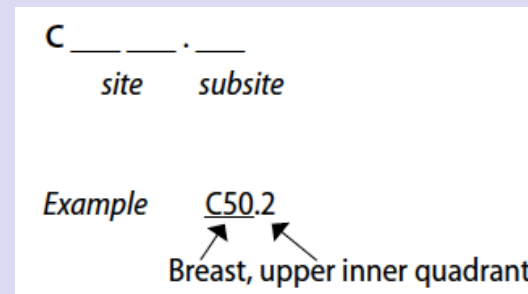 C ___ ___ . ___
site subsite
Example C50.2
Breast, upper inner quadrant